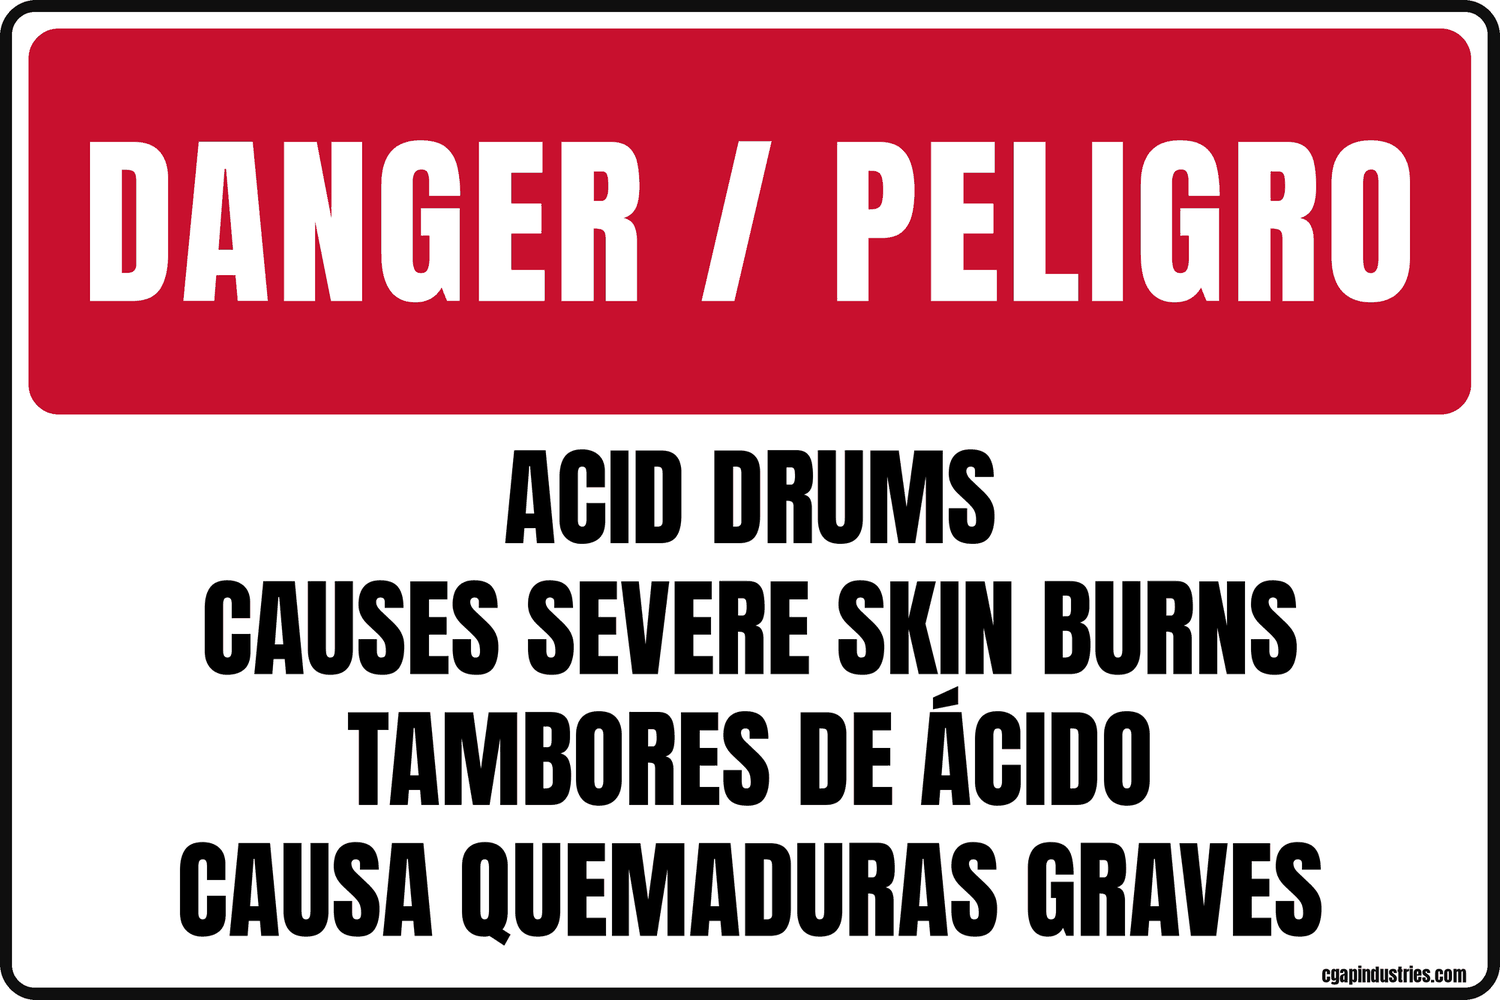 DANGER / PELIGRO
ACID DRUMS
CAUSES SEVERE SKIN BURNS
TAMBORES DE ÁCIDO
CAUSA QUEMADURAS GRAVES
cgapindustries.com